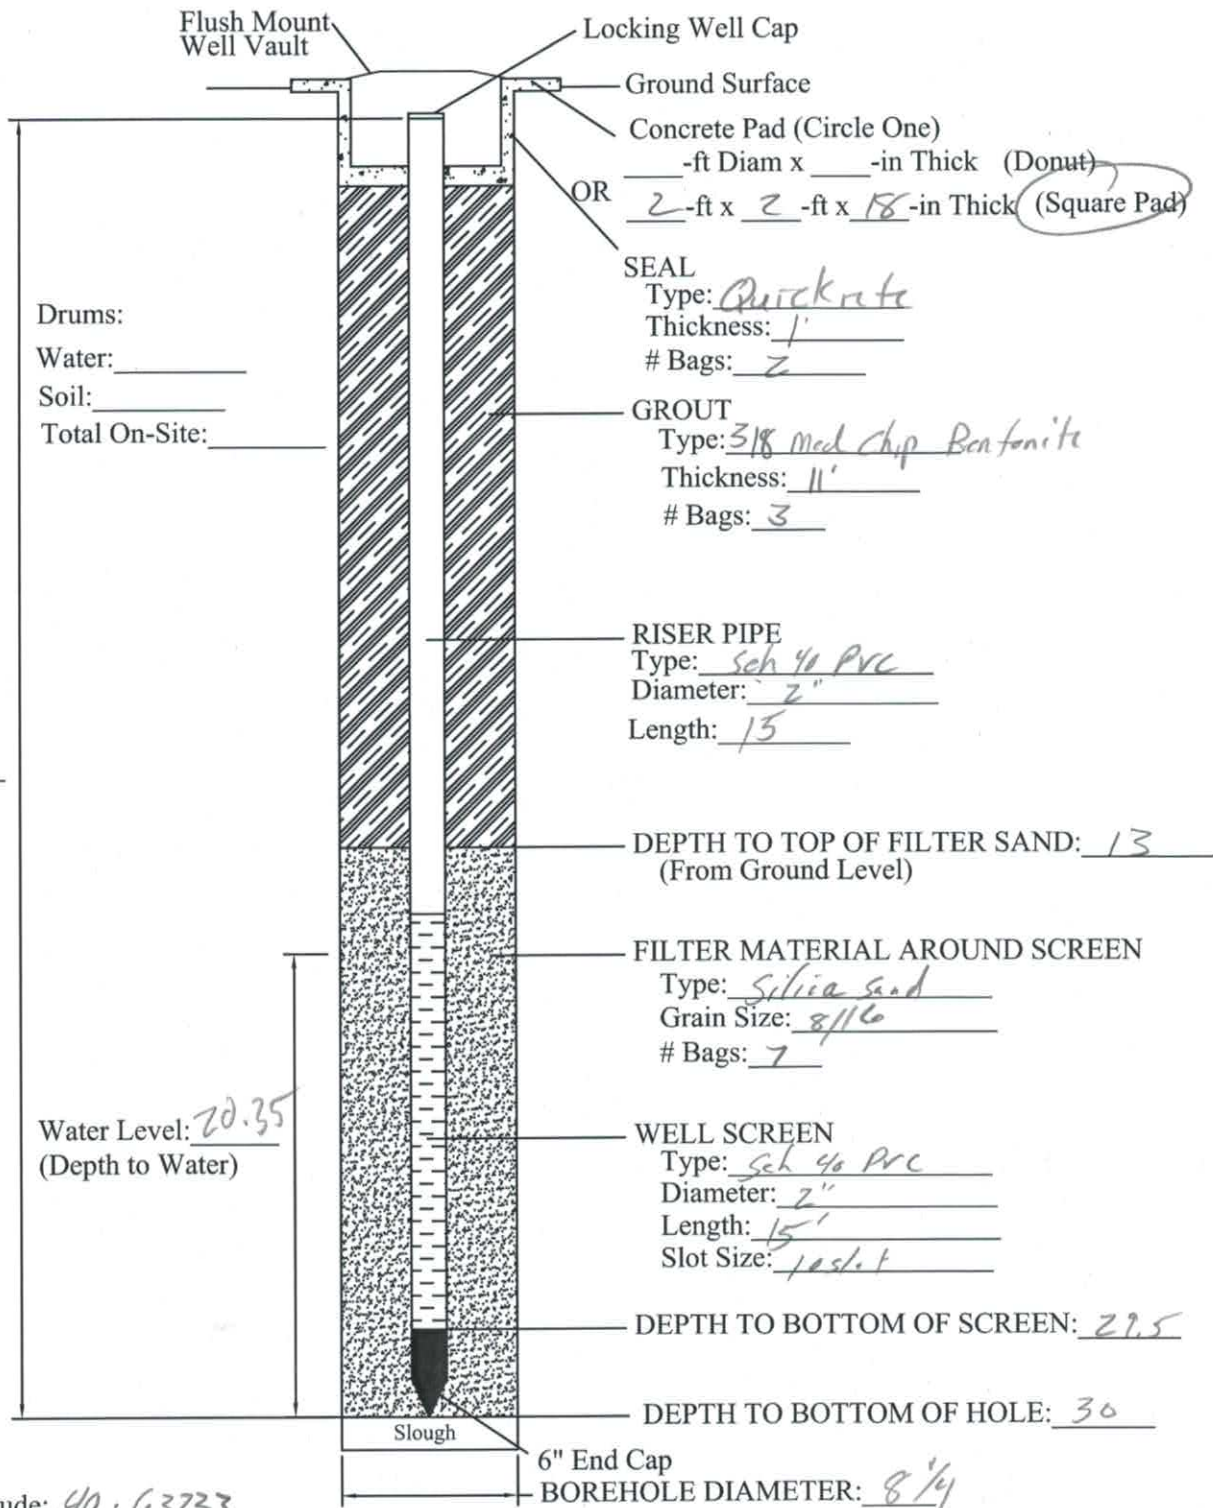 Flush Mount
Well Vault
Locking Well Cap
Ground Surface
Concrete Pad (Circle One)
____-ft Diam x ____-in Thick (Donut)
OR 2-ft x 2-ft x 18-in Thick (Square Pad)
SEAL
Type: Quickrete
Thickness: 1'
# Bags: 2
Drums:
Water:
Soil:
Total On-Site:
GROUT
Type: 3/8 Med Chip Bentonite
Thickness: 11'
# Bags: 3
RISER PIPE
Type: Sch 40 PVC
Diameter: 2"
Length: 15
DEPTH TO TOP OF FILTER SAND: 13
(From Ground Level)
FILTER MATERIAL AROUND SCREEN
Type: Silica Sand
Grain Size: 8/16
# Bags: 7
Water Level: 20.35
(Depth to Water)
WELL SCREEN
Type: Sch 40 PVC
Diameter: 2"
Length: 15'
Slot Size: 10 slot
DEPTH TO BOTTOM OF SCREEN: 29.5
DEPTH TO BOTTOM OF HOLE: 30
Slough
6" End Cap
BOREHOLE DIAMETER: 8 1/4
ude: